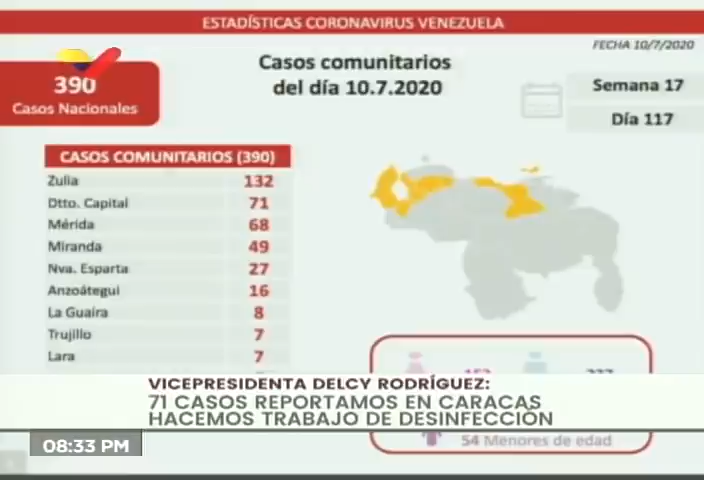 ESTADÍSTICAS CORONAVIRUS VENEZUELA
FECHA 10/7/2020
390
Casos Nacionales
Casos comunitarios
del día 10.7.2020
Semana 17
Día 117
CASOS COMUNITARIOS (390)
Zulia 132
Dtto. Capital 71
Mérida 68
Miranda 49
Nva. Esparta 27
Anzoátegui 16
La Guaira 8
Trujillo 7
Lara 7
VICEPRESIDENTA DELCY RODRÍGUEZ:
71 CASOS REPORTAMOS EN CARACAS
HACEMOS TRABAJO DE DESINFECCIÓN
54 Menores de edad
08:33 PM